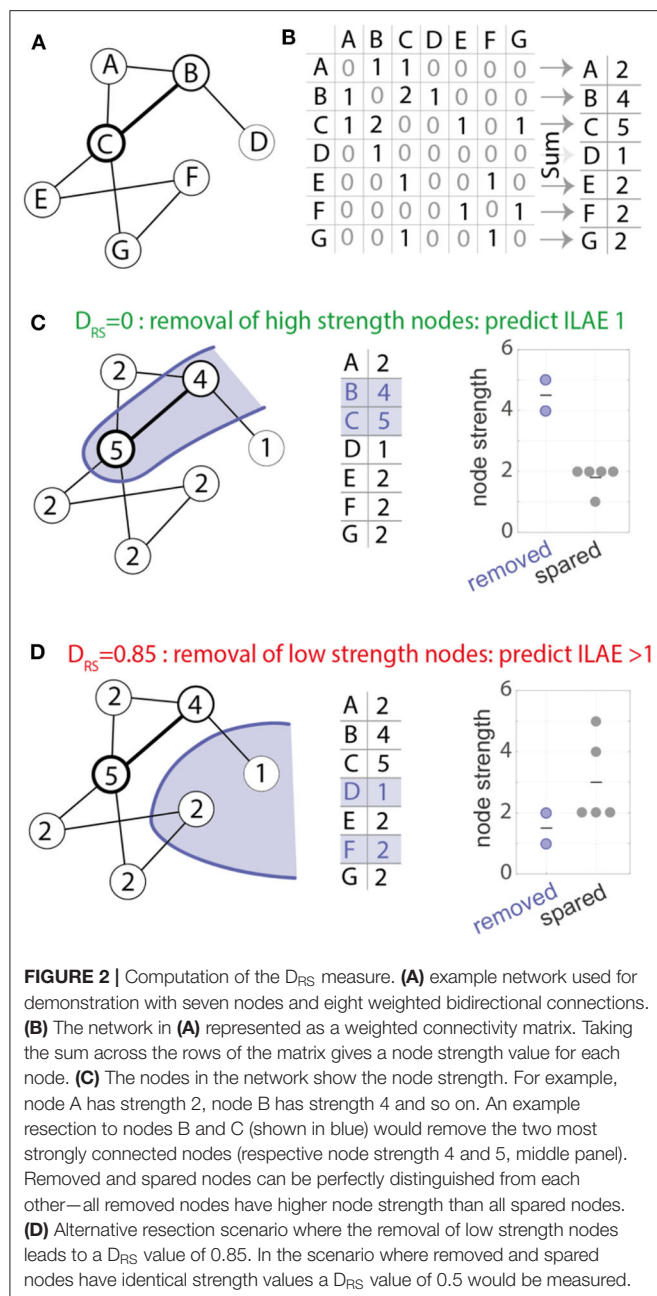 A
A
B
C
D
E
F
G
B
A B C D E F G
A 0 1 1 0 0 0 0 A 2
B 1 0 2 1 0 0 0 B 4
C 1 2 0 0 1 0 1 C 5
D 0 1 0 0 0 0 0 D 1
E 0 0 1 0 0 1 0 E 2
F 0 0 0 0 1 0 1 F 2
G 0 0 1 0 0 1 0 G 2
Sum
C D_RS=0 : removal of high strength nodes: predict ILAE 1
2
4
5
1
2
2
2
A 2
B 4
C 5
D 1
E 2
F 2
G 2
node strength
6
4
2
0
removed
spared
D D_RS=0.85 : removal of low strength nodes: predict ILAE >1
2
4
5
1
2
2
2
A 2
B 4
C 5
D 1
E 2
F 2
G 2
node strength
6
4
2
0
removed
spared
FIGURE 2 | Computation of the D_RS measure. (A) example network used for
demonstration with seven nodes and eight weighted bidirectional connections.
(B) The network in (A) represented as a weighted connectivity matrix. Taking
the sum across the rows of the matrix gives a node strength value for each
node. (C) The nodes in the network show the node strength. For example,
node A has strength 2, node B has strength 4 and so on. An example
resection to nodes B and C (shown in blue) would remove the two most
strongly connected nodes (respective node strength 4 and 5, middle panel).
Removed and spared nodes can be perfectly distinguished from each
other—all removed nodes have higher node strength than all spared nodes.
(D) Alternative resection scenario where the removal of low strength nodes
leads to a D_RS value of 0.85. In the scenario where removed and spared
nodes have identical strength values a D_RS value of 0.5 would be measured.